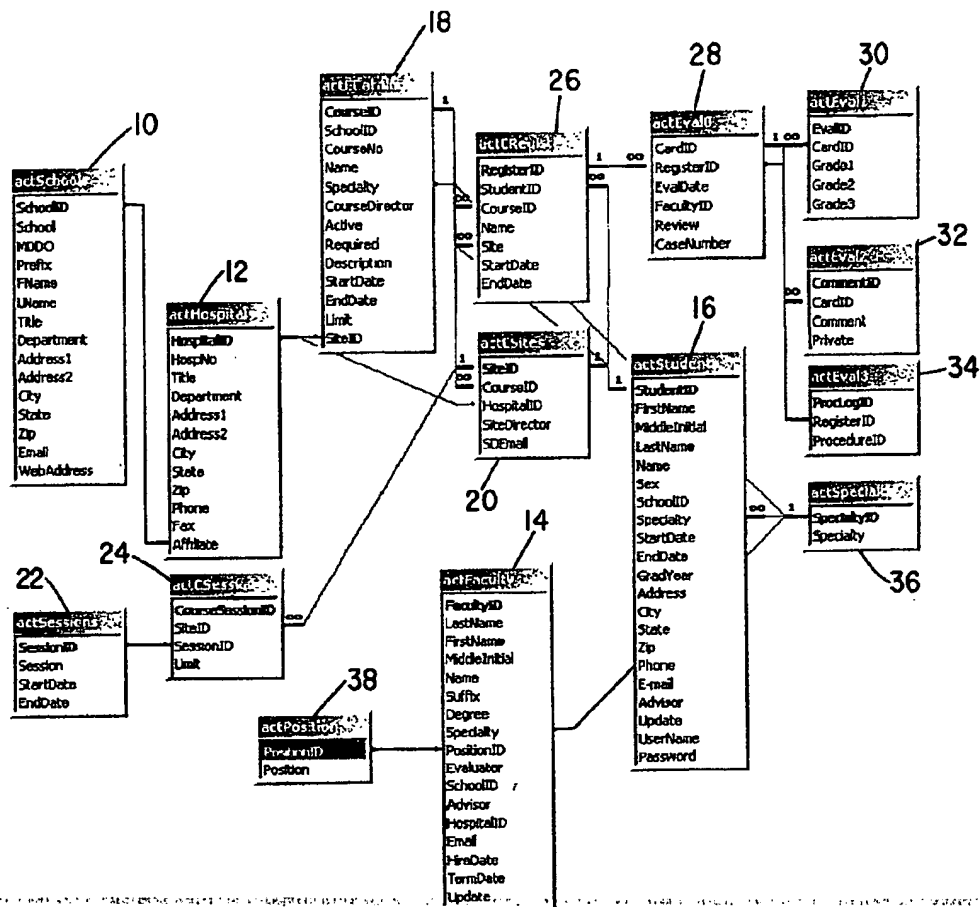 10
actSchool
SchoolID
School
MDDO
Prefix
FName
LName
Title
Department
Address1
Address2
City
State
Zip
Email
WebAddress
12
actHospital
HospitalID
HospNo
Title
Department
Address1
Address2
City
State
Zip
Phone
Fax
Affiliate
18
CourseID
SchoolID
CourseNo
Name
Specialty
CourseDirector
Active
Required
Description
StartDate
EndDate
Limit
SiteID
1
26
RegisterID
StudentID
CourseID
Name
Site
StartDate
EndDate
1 ∞
∞
∞
∞
28
actEval0
CardID
RegisterID
EvalDate
FacultyID
Review
CaseNumber
1 ∞
30
actEval1
EvalID
CardID
Grade1
Grade2
Grade3
32
actEval2
CommentID
CardID
Comment
Private
∞
34
actEval3
ProcLogID
RegisterID
ProcedureID
actCSites
SiteID
CourseID
HospitalID
SiteDirector
SDEmail
20
1
∞
1
1
16
actStudent
StudentID
FirstName
MiddleInitial
LastName
Name
Sex
SchoolID
Specialty
StartDate
EndDate
GradYear
Address
City
State
Zip
Phone
E-mail
Advisor
Update
UserName
Password
∞ 1
SpecialtyID
Specialty
36
22
actSessions
SessionID
Session
StartDate
EndDate
24
actCSession
CourseSessionID
SiteID
SessionID
Limit
∞
14
actFaculty
FacultyID
LastName
FirstName
MiddleInitial
Name
Suffix
Degree
Specialty
PositionID
Evaluator
SchoolID
Advisor
HospitalID
Email
HireDate
TermDate
Update
38
actPosition
PositionID
Position